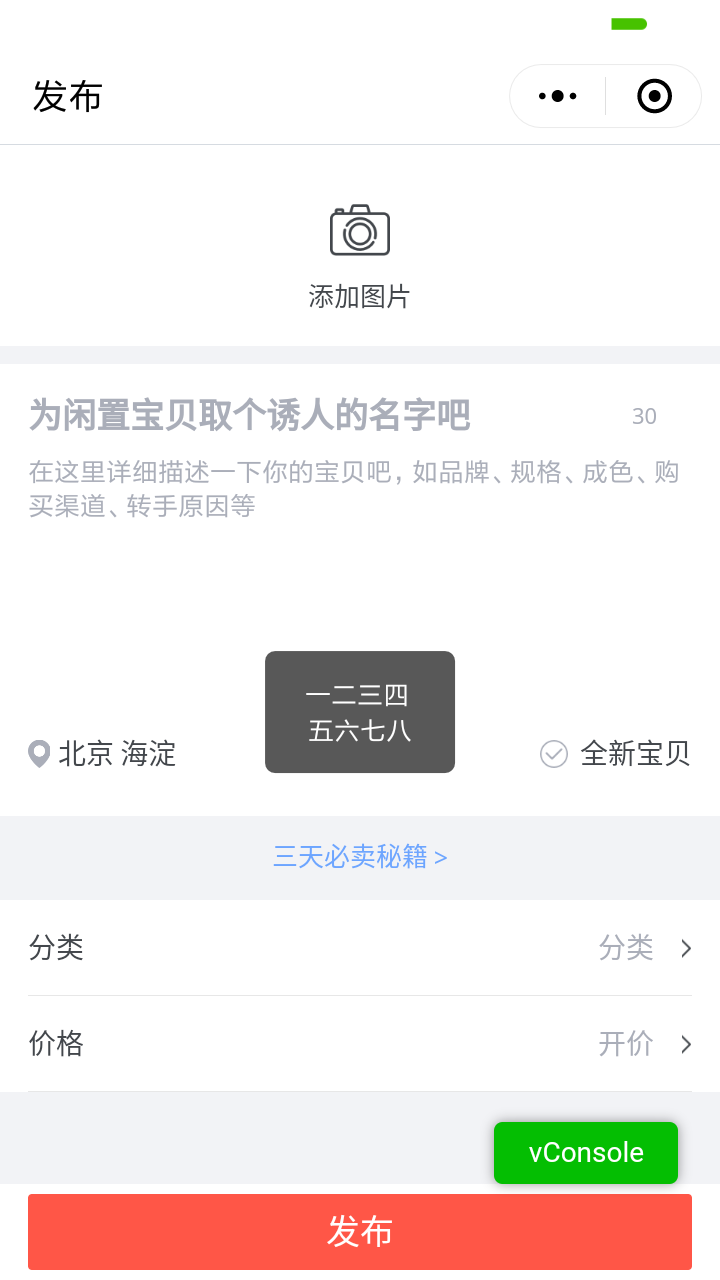 发布
添加图片
为闲置宝贝取个诱人的名字吧 30
在这里详细描述一下你的宝贝吧，如品牌、规格、成色、购
买渠道、转手原因等
一二三四
五六七八
北京 海淀 全新宝贝
三天必卖秘籍 >
分类 分类
价格 开价
vConsole
发布